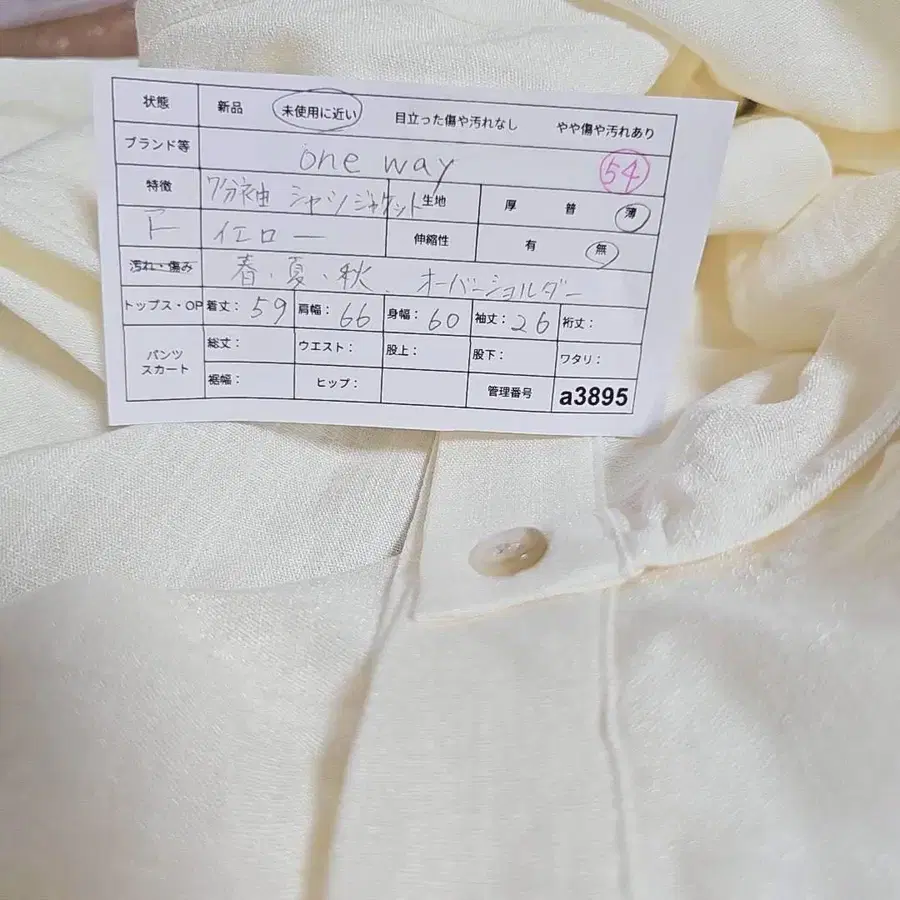 状態 新品 未使用に近い 目立った傷や汚れなし やや傷や汚れあり
ブランド等 one way 54
特徴 7分袖 シャツジャケット 生地 厚 普 薄
F イエロー 伸縮性 有 無
汚れ・傷み 春・夏・秋、オーバーショルダー
トップス・OP 着丈：59 肩幅：66 身幅：60 袖丈：26 裄丈：
パンツ スカート 総丈： ウエスト： 股上： 股下： ワタリ：
裾幅： ヒップ： 管理番号 a3895